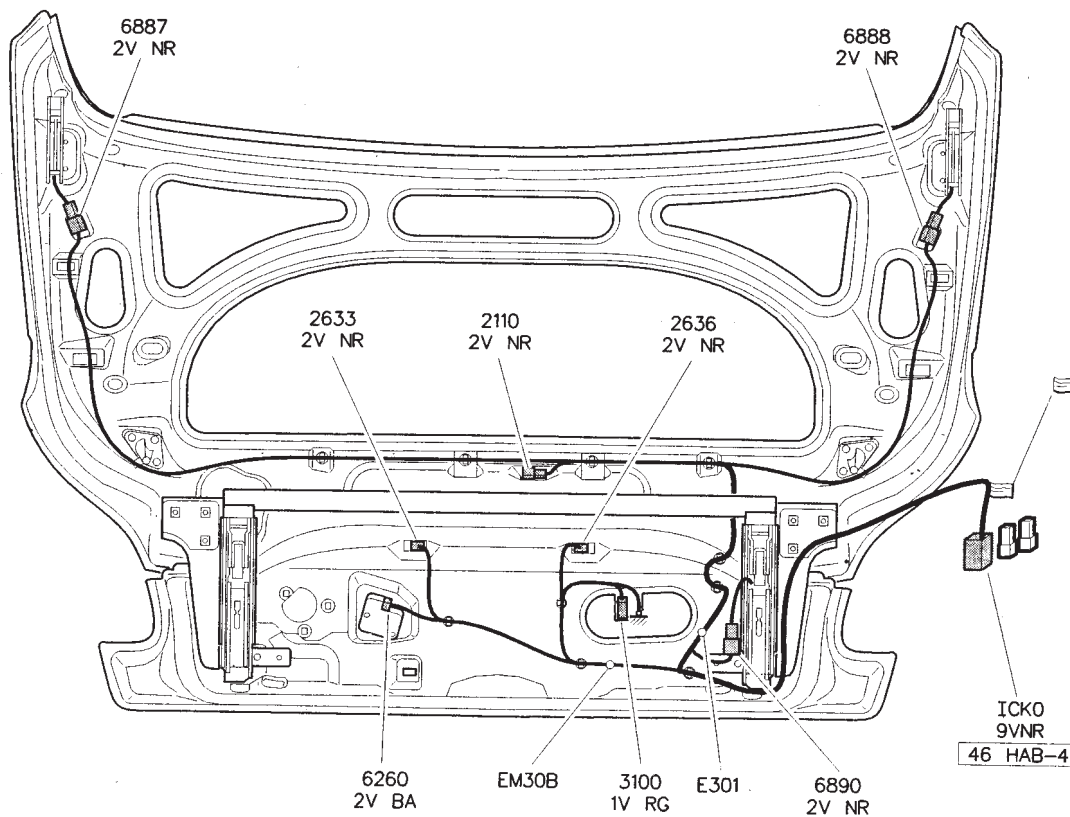 6887
2V NR
6888
2V NR
2633
2V NR
2110
2V NR
2636
2V NR
ICKO
9VNR
46 HAB-4
6260
2V BA
EM30B
3100
1V RG
E301
6890
2V NR